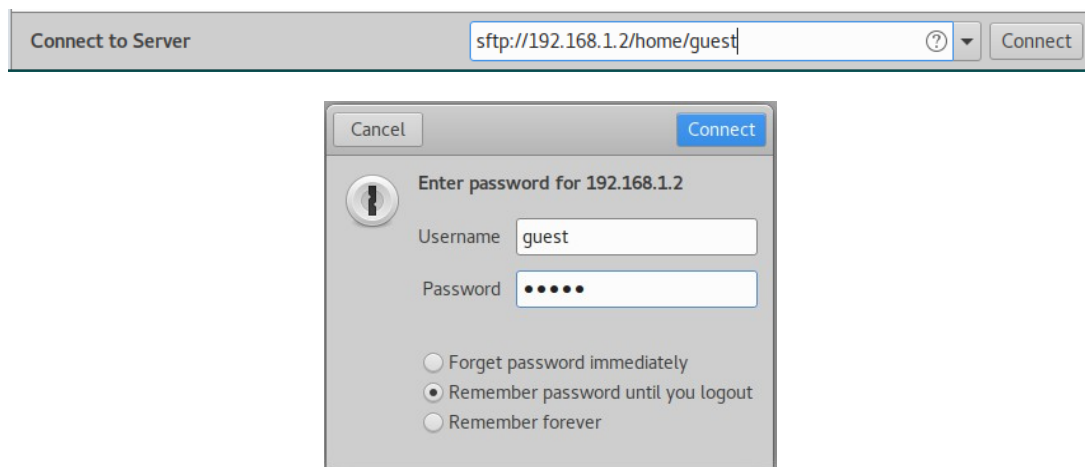 Connect to Server sftp://192.168.1.2/home/guest ? Connect
Cancel Connect
Enter password for 192.168.1.2
Username guest
Password •••••
Forget password immediately
Remember password until you logout
Remember forever